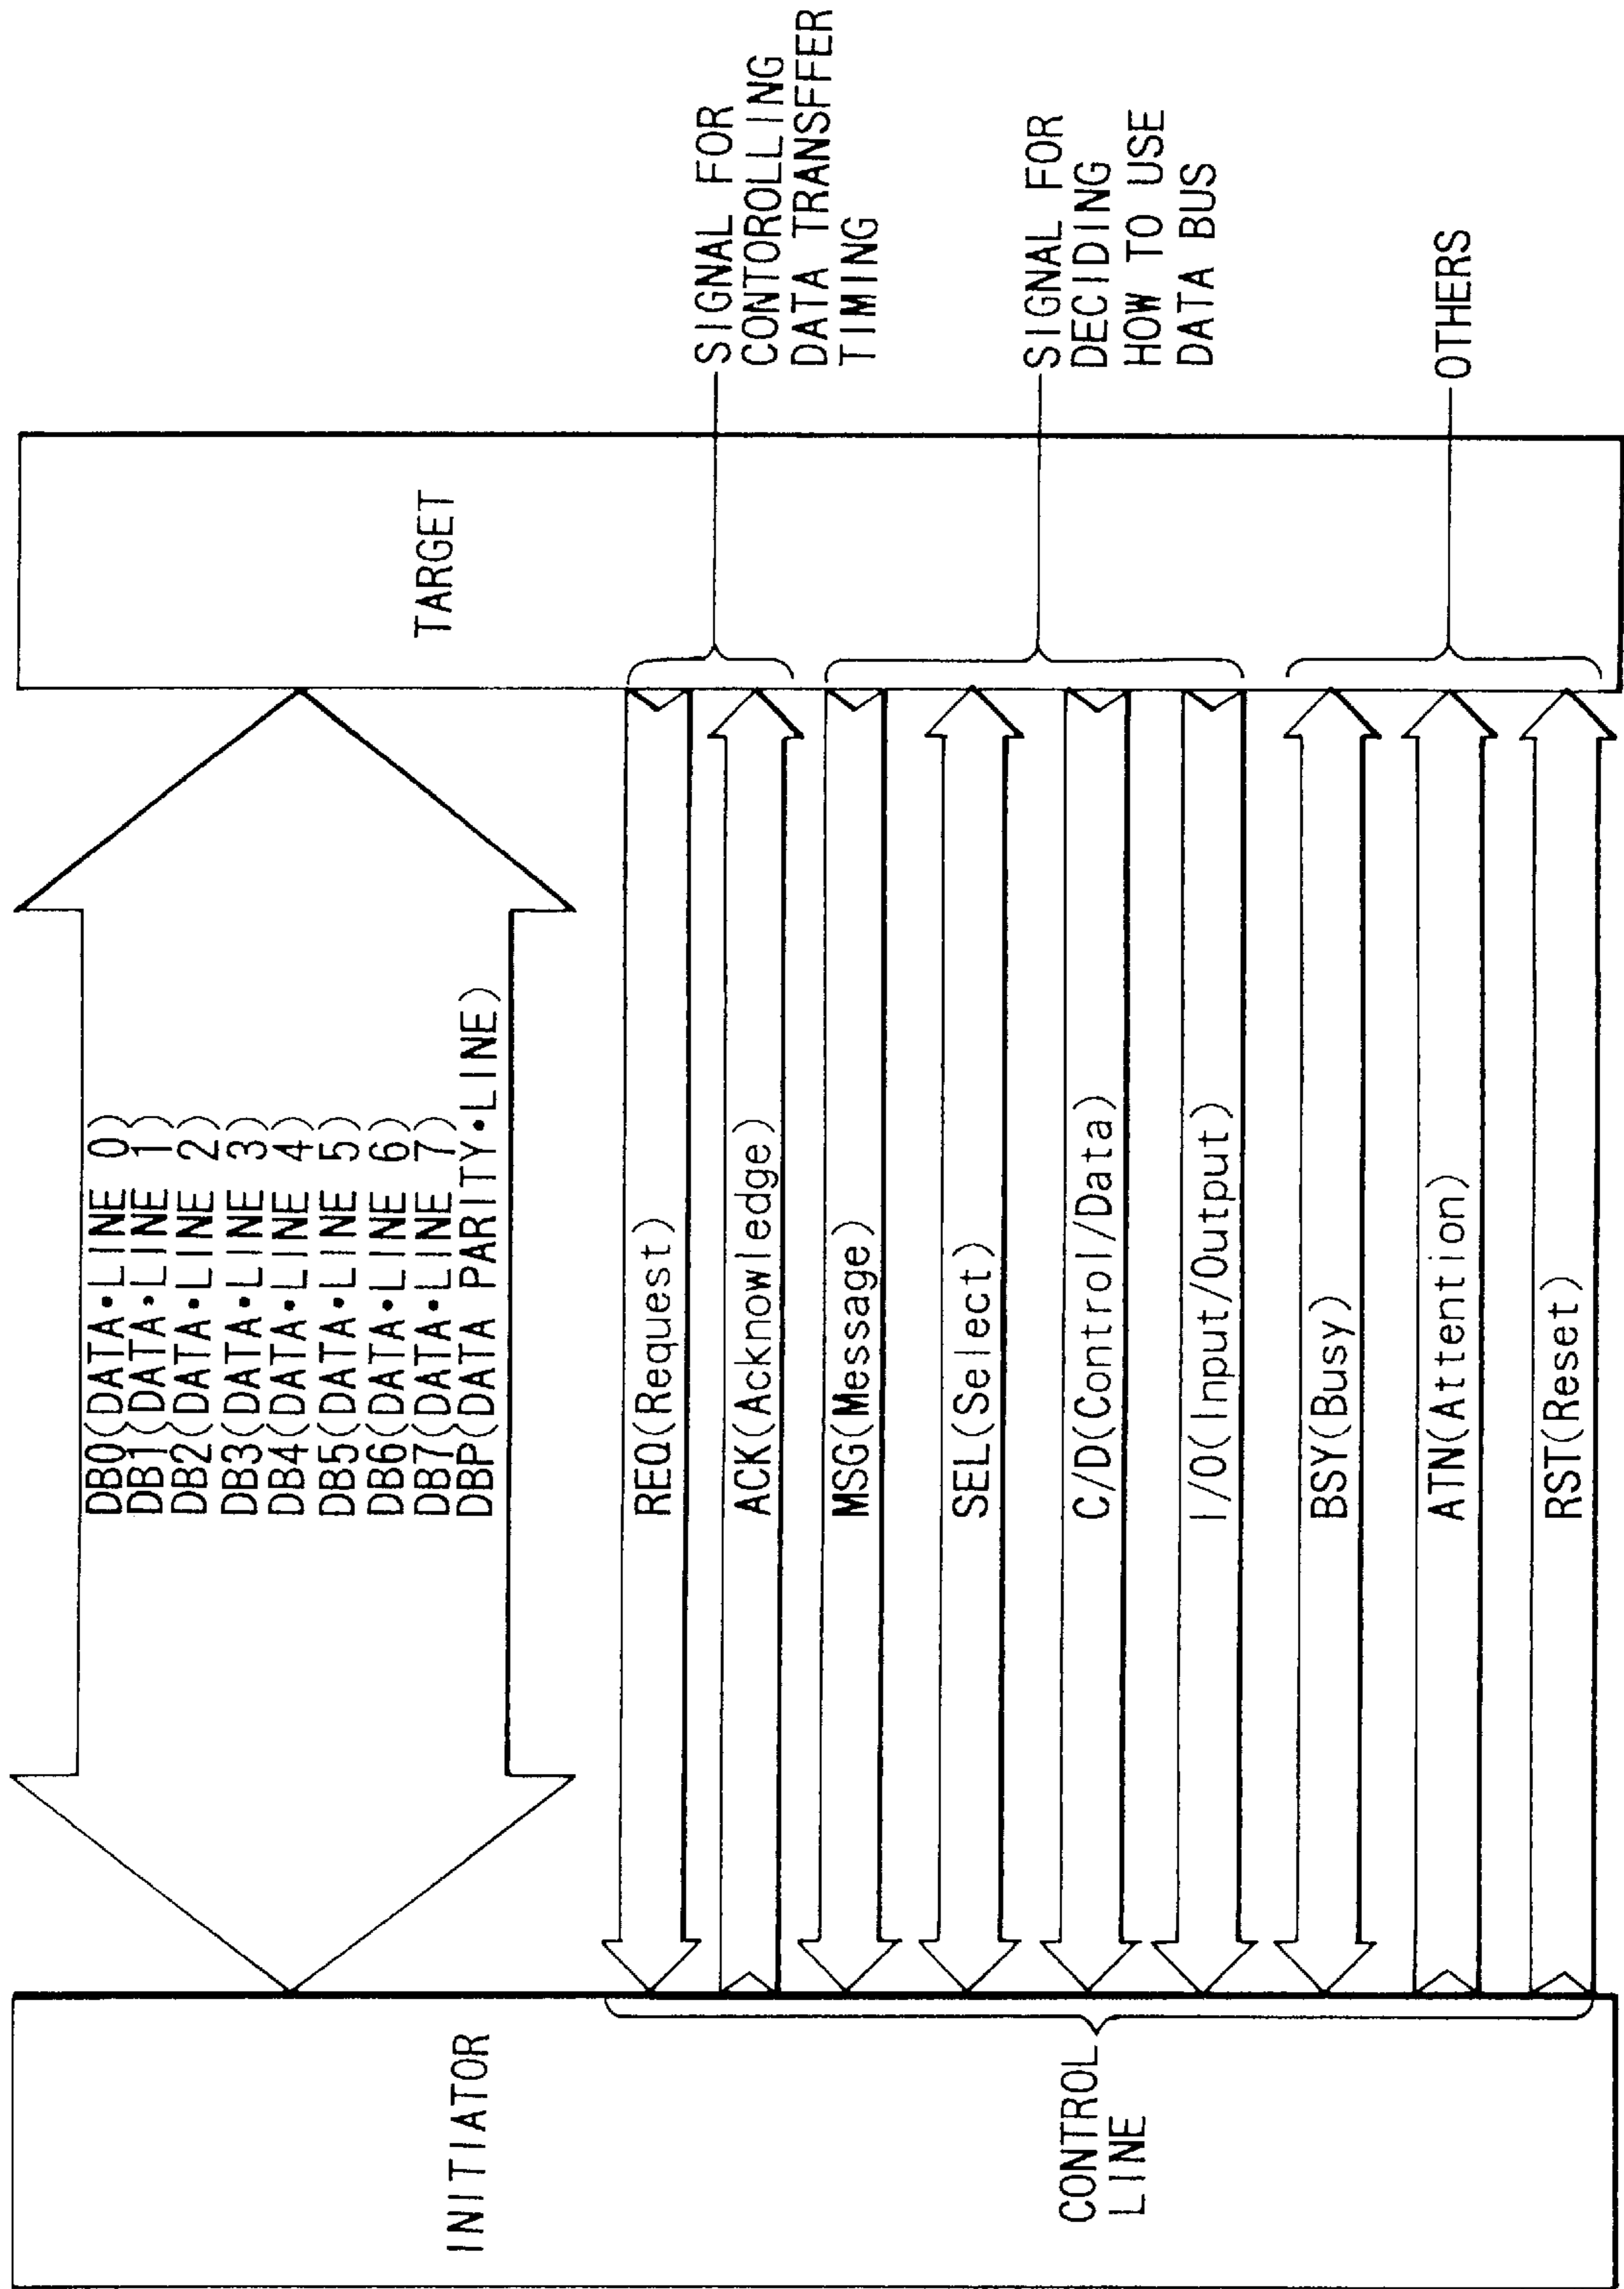 INITIATOR
CONTROL
LINE
DB0(DATA•LINE 0)
DB1(DATA•LINE 1)
DB2(DATA•LINE 2)
DB3(DATA•LINE 3)
DB4(DATA•LINE 4)
DB5(DATA•LINE 5)
DB6(DATA•LINE 6)
DB7(DATA•LINE 7)
DBP(DATA PARITY•LINE)
REQ(Request)
ACK(Acknowledge)
MSG(Message)
SEL(Select)
C/D(Control/Data)
I/O(Input/Output)
BSY(Busy)
ATN(Attention)
RST(Reset)
TARGET
SIGNAL FOR
CONTOROLLING
DATA TRANSFFER
TIMING
SIGNAL FOR
DECIDING
HOW TO USE
DATA BUS
OTHERS